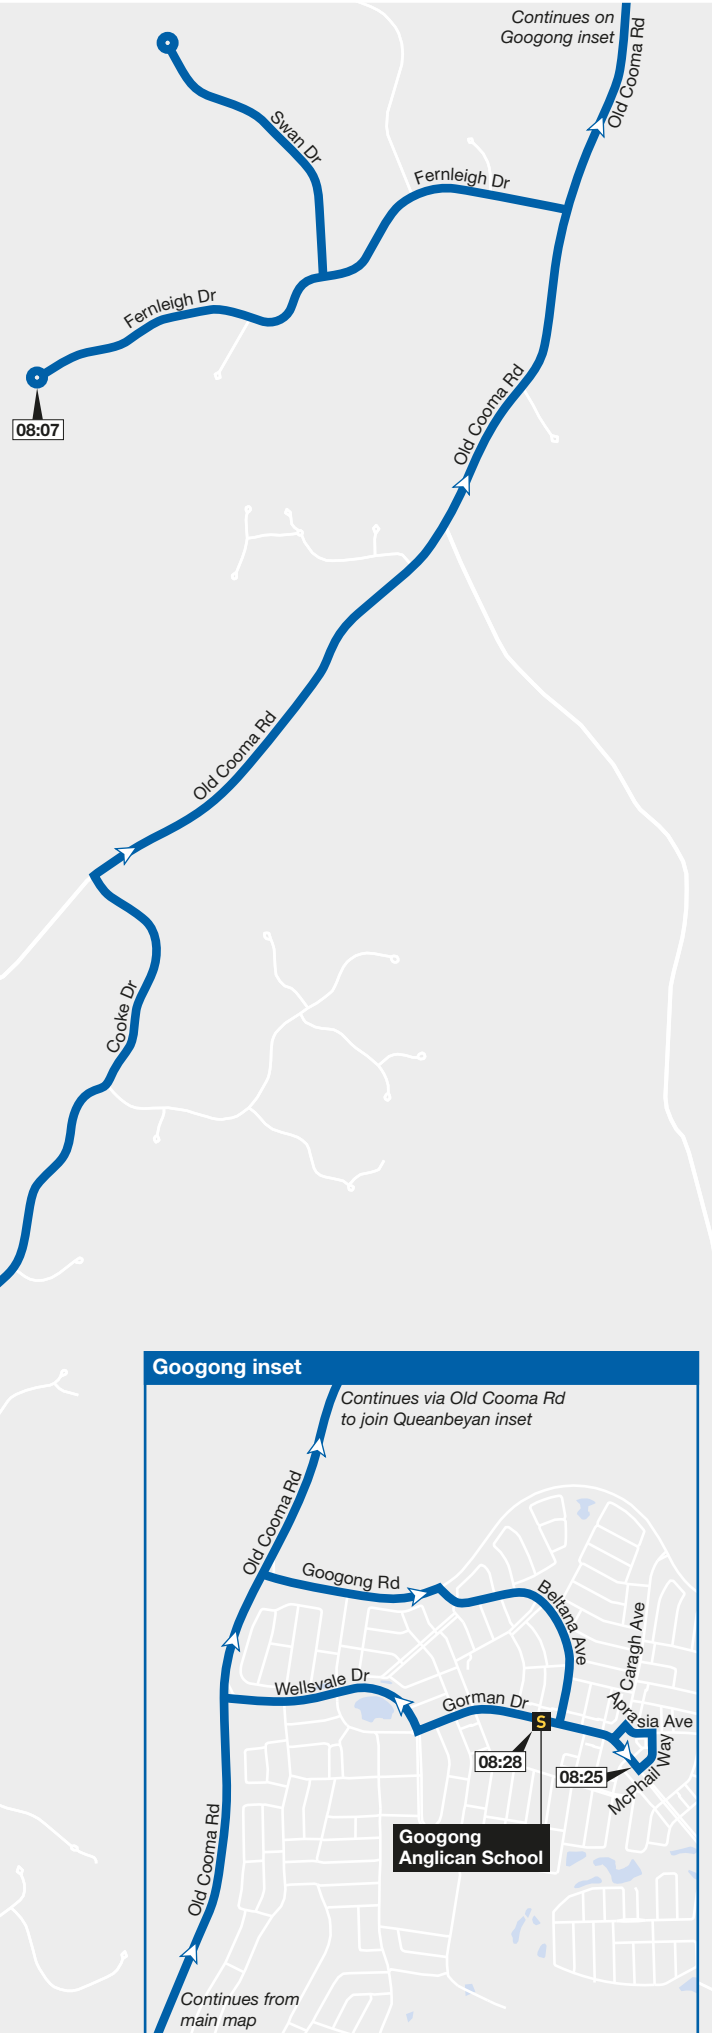 Continues on
Googong inset
Old Cooma Rd
Swan Dr
Fernleigh Dr
Fernleigh Dr
08:07
Old Cooma Rd
Old Cooma Rd
Cooke Dr
Googong inset
Continues via Old Cooma Rd
to join Queanbeyan inset
Old Cooma Rd
Googong Rd
Beltana Ave
Caragh Ave
Wellsvale Dr
Gorman Dr
Aprasia Ave
S
McPhail Way
08:28
08:25
Googong
Anglican School
Old Cooma Rd
Continues from
main map